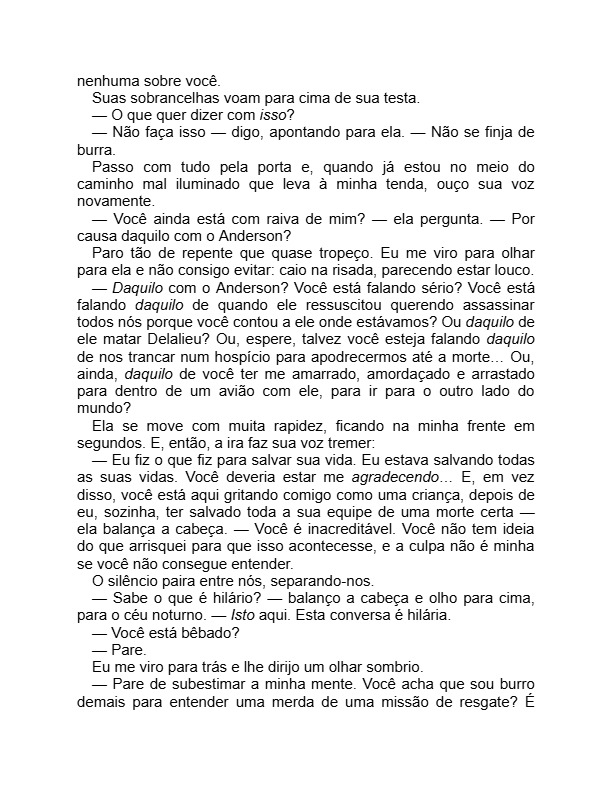 nenhuma sobre você.
Suas sobrancelhas voam para cima de sua testa.
— O que quer dizer com isso?
— Não faça isso — digo, apontando para ela. — Não se finja de
burra.
Passo com tudo pela porta e, quando já estou no meio do
caminho mal iluminado que leva à minha tenda, ouço sua voz
novamente.
— Você ainda está com raiva de mim? — ela pergunta. — Por
causa daquilo com o Anderson?
Paro tão de repente que quase tropeço. Eu me viro para olhar
para ela e não consigo evitar: caio na risada, parecendo estar louco.
— Daquilo com o Anderson? Você está falando sério? Você está
falando daquilo de quando ele ressuscitou querendo assassinar
todos nós porque você contou a ele onde estávamos? Ou daquilo de
ele matar Delalieu? Ou, espere, talvez você esteja falando daquilo
de nos trancar num hospício para apodrecermos até a morte… Ou,
ainda, daquilo de você ter me amarrado, amordaçado e arrastado
para dentro de um avião com ele, para ir para o outro lado do
mundo?
Ela se move com muita rapidez, ficando na minha frente em
segundos. E, então, a ira faz sua voz tremer:
— Eu fiz o que fiz para salvar sua vida. Eu estava salvando todas
as suas vidas. Você deveria estar me agradecendo… E, em vez
disso, você está aqui gritando comigo como uma criança, depois de
eu, sozinha, ter salvado toda a sua equipe de uma morte certa —
ela balança a cabeça. — Você é inacreditável. Você não tem ideia
do que arrisquei para que isso acontecesse, e a culpa não é minha
se você não consegue entender.
O silêncio paira entre nós, separando-nos.
— Sabe o que é hilário? — balanço a cabeça e olho para cima,
para o céu noturno. — Isto aqui. Esta conversa é hilária.
— Você está bêbado?
— Pare.
Eu me viro para trás e lhe dirijo um olhar sombrio.
— Pare de subestimar a minha mente. Você acha que sou burro
demais para entender uma merda de uma missão de resgate? É